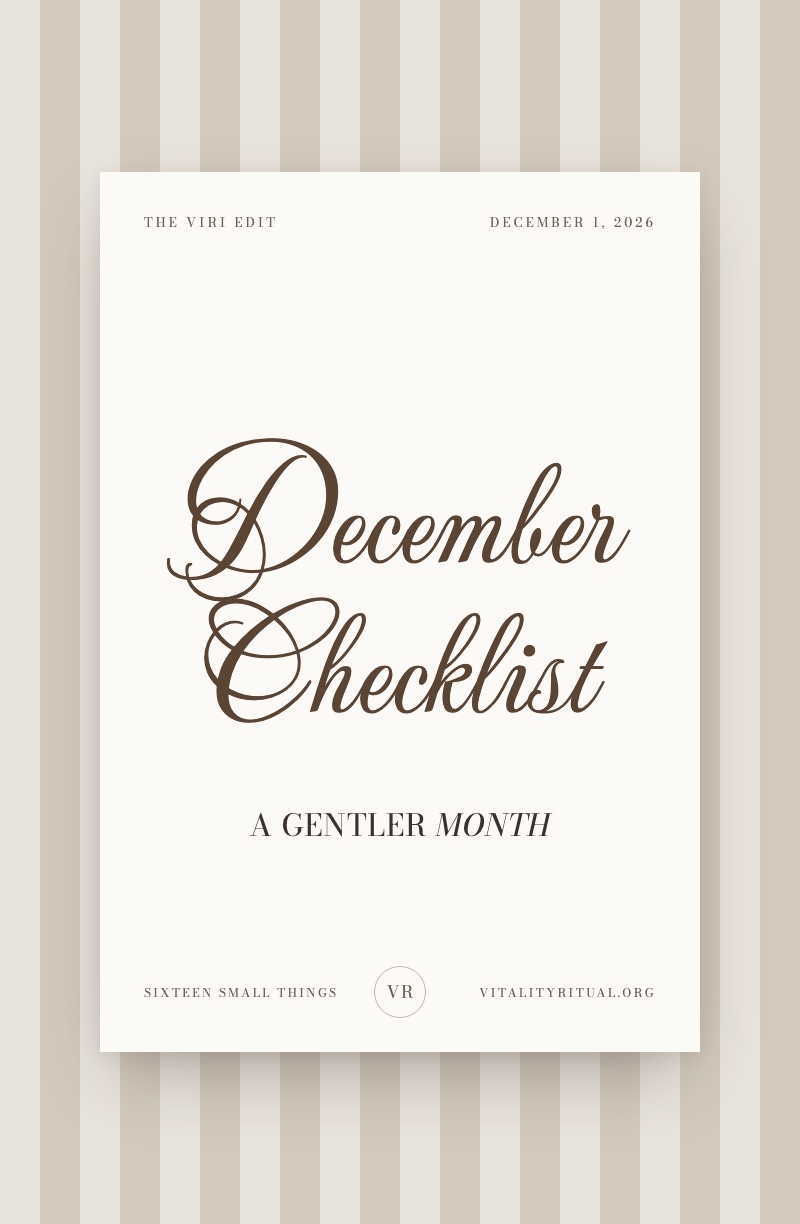 THE VIRI EDIT
DECEMBER 1, 2026
December
Checklist
A GENTLER MONTH
SIXTEEN SMALL THINGS
VR
VITALITYRITUAL.ORG